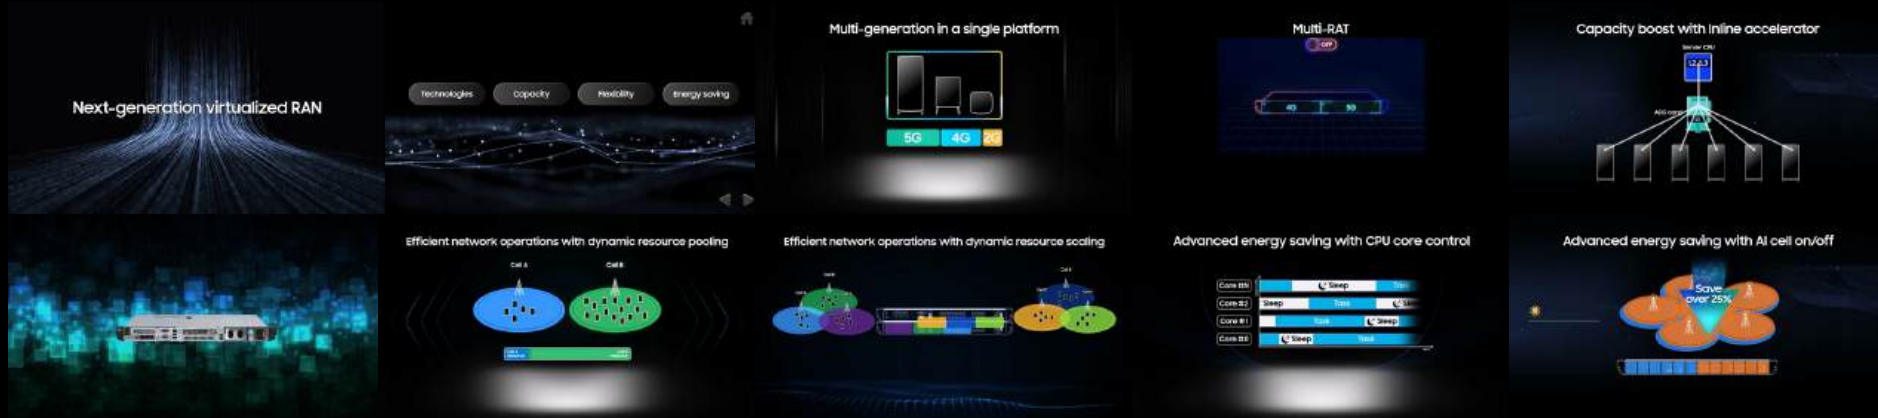 Next-generation virtualized RAN
Technologies
Capacity
Flexibility
Energy saving
Multi-generation in a single platform
5G
4G
2G
Multi-RAT
OFF
4G
5G
Capacity boost with Inline accelerator
Server CPU
L2,L3
Efficient network operations with dynamic resource pooling
Cell A
Cell B
Efficient network operations with dynamic resource scaling
Advanced energy saving with CPU core control
Sleep
Task
Sleep
Task
Task
Sleep
Sleep
Task
Advanced energy saving with AI cell on/off
Save
over 25%